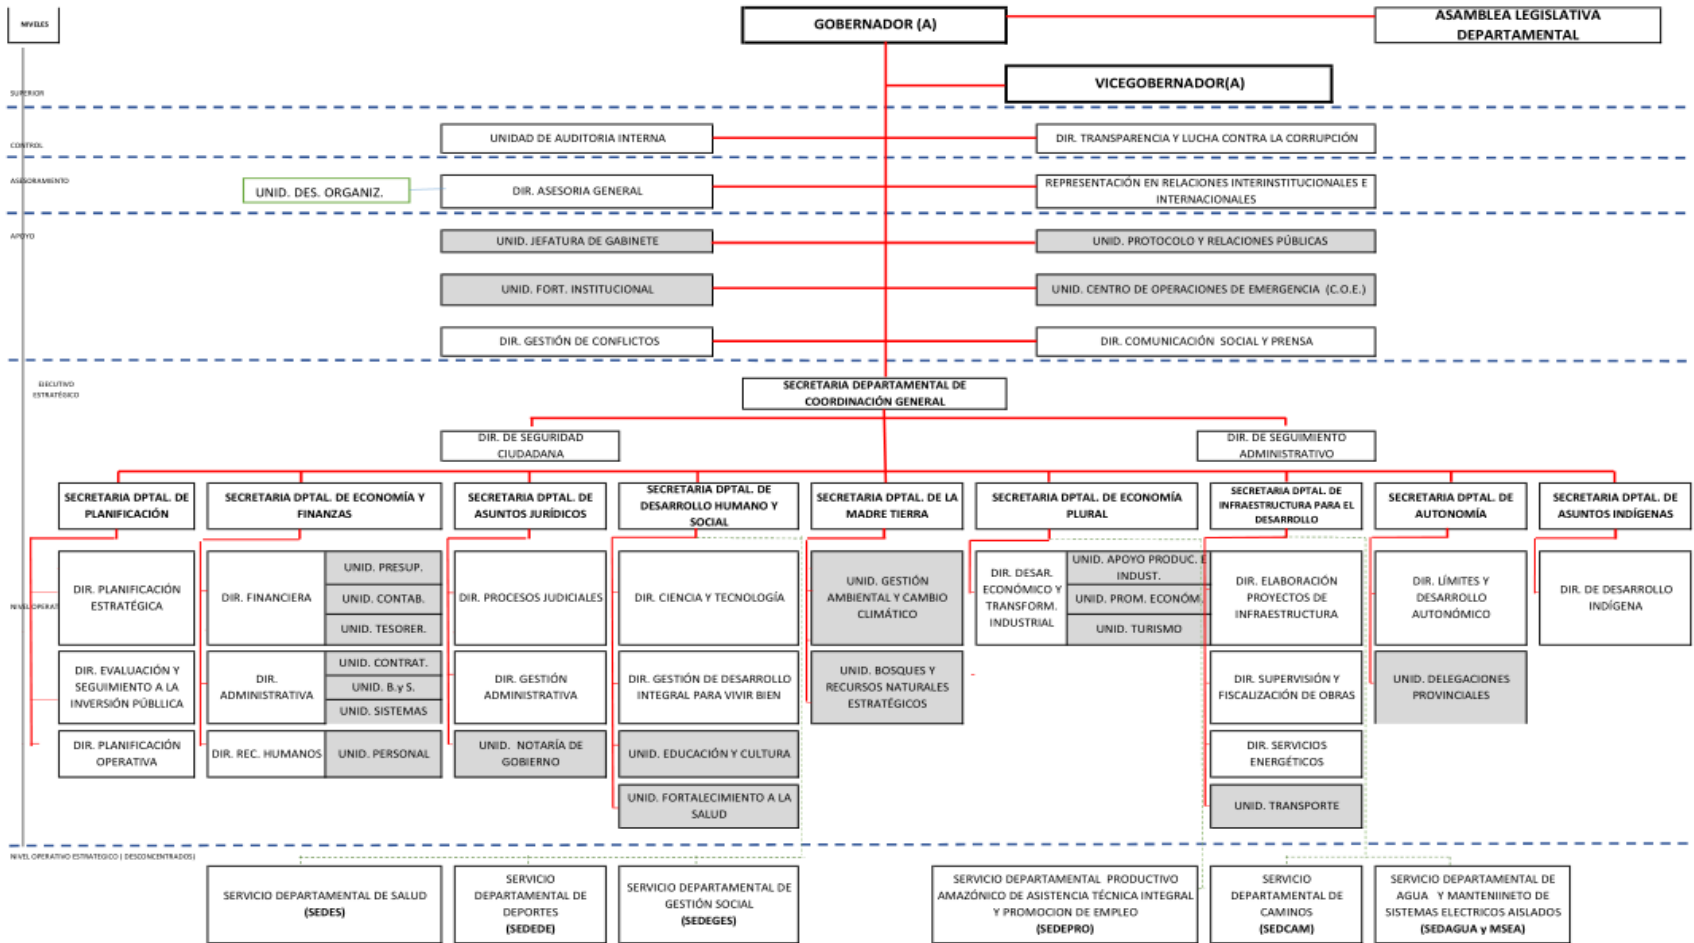 NIVELES
GOBERNADOR (A)
ASAMBLEA LEGISLATIVA
DEPARTAMENTAL
VICEGOBERNADOR(A)
SUPERIOR
UNIDAD DE AUDITORIA INTERNA
DIR. TRANSPARENCIA Y LUCHA CONTRA LA CORRUPCIÓN
CONTROL
ASESORAMIENTO
UNID. DES. ORGANIZ.
DIR. ASESORIA GENERAL
REPRESENTACIÓN EN RELACIONES INTERINSTITUCIONALES E
INTERNACIONALES
APOYO
UNID. JEFATURA DE GABINETE
UNID. PROTOCOLO Y RELACIONES PÚBLICAS
UNID. FORT. INSTITUCIONAL
UNID. CENTRO DE OPERACIONES DE EMERGENCIA (C.O.E.)
DIR. GESTIÓN DE CONFLICTOS
DIR. COMUNICACIÓN SOCIAL Y PRENSA
EJECUTIVO
ESTRATÉGICO
SECRETARIA DEPARTAMENTAL DE
COORDINACIÓN GENERAL
DIR. DE SEGURIDAD
CIUDADANA
DIR. DE SEGUIMIENTO
ADMINISTRATIVO
SECRETARIA DPTAL. DE
PLANIFICACIÓN
SECRETARIA DPTAL. DE ECONOMÍA Y
FINANZAS
SECRETARIA DPTAL. DE
ASUNTOS JURÍDICOS
SECRETARIA DPTAL. DE
DESARROLLO HUMANO Y
SOCIAL
SECRETARIA DPTAL. DE LA
MADRE TIERRA
SECRETARIA DPTAL. DE ECONOMÍA
PLURAL
SECRETARIA DPTAL. DE
INFRAESTRUCTURA PARA EL
DESARROLLO
SECRETARIA DPTAL. DE
AUTONOMÍA
SECRETARIA DPTAL. DE
ASUNTOS INDÍGENAS
NIVEL OPERAT
DIR. PLANIFICACIÓN
ESTRATÉGICA
DIR. FINANCIERA
UNID. PRESUP.
UNID. CONTAB.
UNID. TESORER.
DIR. PROCESOS JUDICIALES
DIR. CIENCIA Y TECNOLOGÍA
UNID. GESTIÓN
AMBIENTAL Y CAMBIO
CLIMÁTICO
DIR. DESAR.
ECONÓMICO Y
TRANSFORM.
INDUSTRIAL
UNID. APOYO PRODUC. E
INDUST.
UNID. PROM. ECONÓM.
UNID. TURISMO
DIR. ELABORACIÓN
PROYECTOS DE
INFRAESTRUCTURA
DIR. LÍMITES Y
DESARROLLO
AUTONÓMICO
DIR. DE DESARROLLO
INDÍGENA
DIR. EVALUACIÓN Y
SEGUIMIENTO A LA
INVERSIÓN PÚBLLICA
DIR.
ADMINISTRATIVA
UNID. CONTRAT.
UNID. B.y S.
UNID. SISTEMAS
DIR. GESTIÓN
ADMINISTRATIVA
DIR. GESTIÓN DE DESARROLLO
INTEGRAL PARA VIVIR BIEN
UNID. BOSQUES Y
RECURSOS NATURALES
ESTRATÉGICOS
DIR. SUPERVISIÓN Y
FISCALIZACIÓN DE OBRAS
UNID. DELEGACIONES
PROVINCIALES
DIR. PLANIFICACIÓN
OPERATIVA
DIR. REC. HUMANOS
UNID. PERSONAL
UNID. NOTARÍA DE
GOBIERNO
UNID. EDUCACIÓN Y CULTURA
DIR. SERVICIOS
ENERGÉTICOS
UNID. FORTALECIMIENTO A LA
SALUD
UNID. TRANSPORTE
NIVEL OPERATIVO ESTRATEGICO ( DESCONCENTRADOS)
SERVICIO DEPARTAMENTAL DE SALUD
(SEDES)
SERVICIO
DEPARTAMENTAL DE
DEPORTES
(SEDEDE)
SERVICIO DEPARTAMENTAL DE
GESTIÓN SOCIAL
(SEDEGES)
SERVICIO DEPARTAMENTAL PRODUCTIVO
AMAZÓNICO DE ASISTENCIA TÉCNICA INTEGRAL
Y PROMOCION DE EMPLEO
(SEDEPRO)
SERVICIO
DEPARTAMENTAL DE
CAMINOS
(SEDCAM)
SERVICIO DEPARTAMENTAL DE
AGUA Y MANTENIINETO DE
SISTEMAS ELECTRICOS AISLADOS
(SEDAGUA y MSEA)